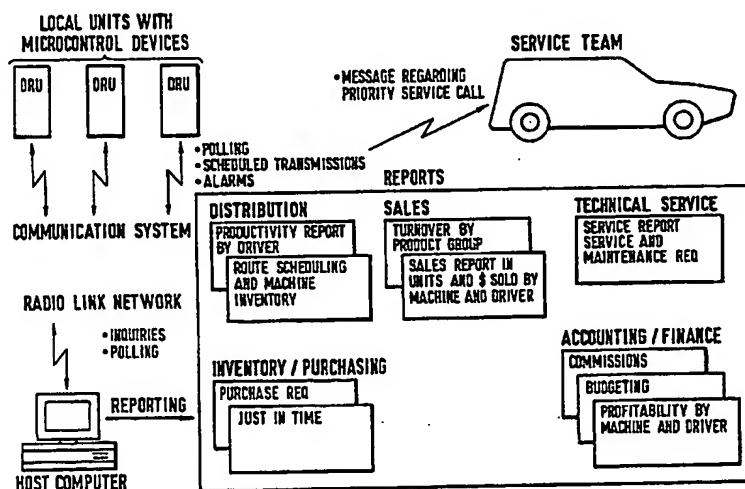 LOCAL UNITS WITH
MICROCONTROL DEVICES
DRU
DRU
DRU
SERVICE TEAM
•MESSAGE REGARDING
PRIORITY SERVICE CALL
•POLLING
•SCHEDULED TRANSMISSIONS
•ALARMS
COMMUNICATION SYSTEM
REPORTS
DISTRIBUTION
PRODUCTIVITY REPORT
BY DRIVER
ROUTE SCHEDULING
AND MACHINE
INVENTORY
SALES
TURNOVER BY
PRODUCT GROUP
SALES REPORT IN
UNITS AND $ SOLD BY
MACHINE AND DRIVER
TECHNICAL SERVICE
SERVICE REPORT
SERVICE AND
MAINTENANCE REQ
RADIO LINK NETWORK
•INQUIRIES
•POLLING
REPORTING
HOST COMPUTER
INVENTORY / PURCHASING
PURCHASE REQ
JUST IN TIME
ACCOUNTING / FINANCE
COMMISSIONS
BUDGETING
PROFITABILITY BY
MACHINE AND DRIVER